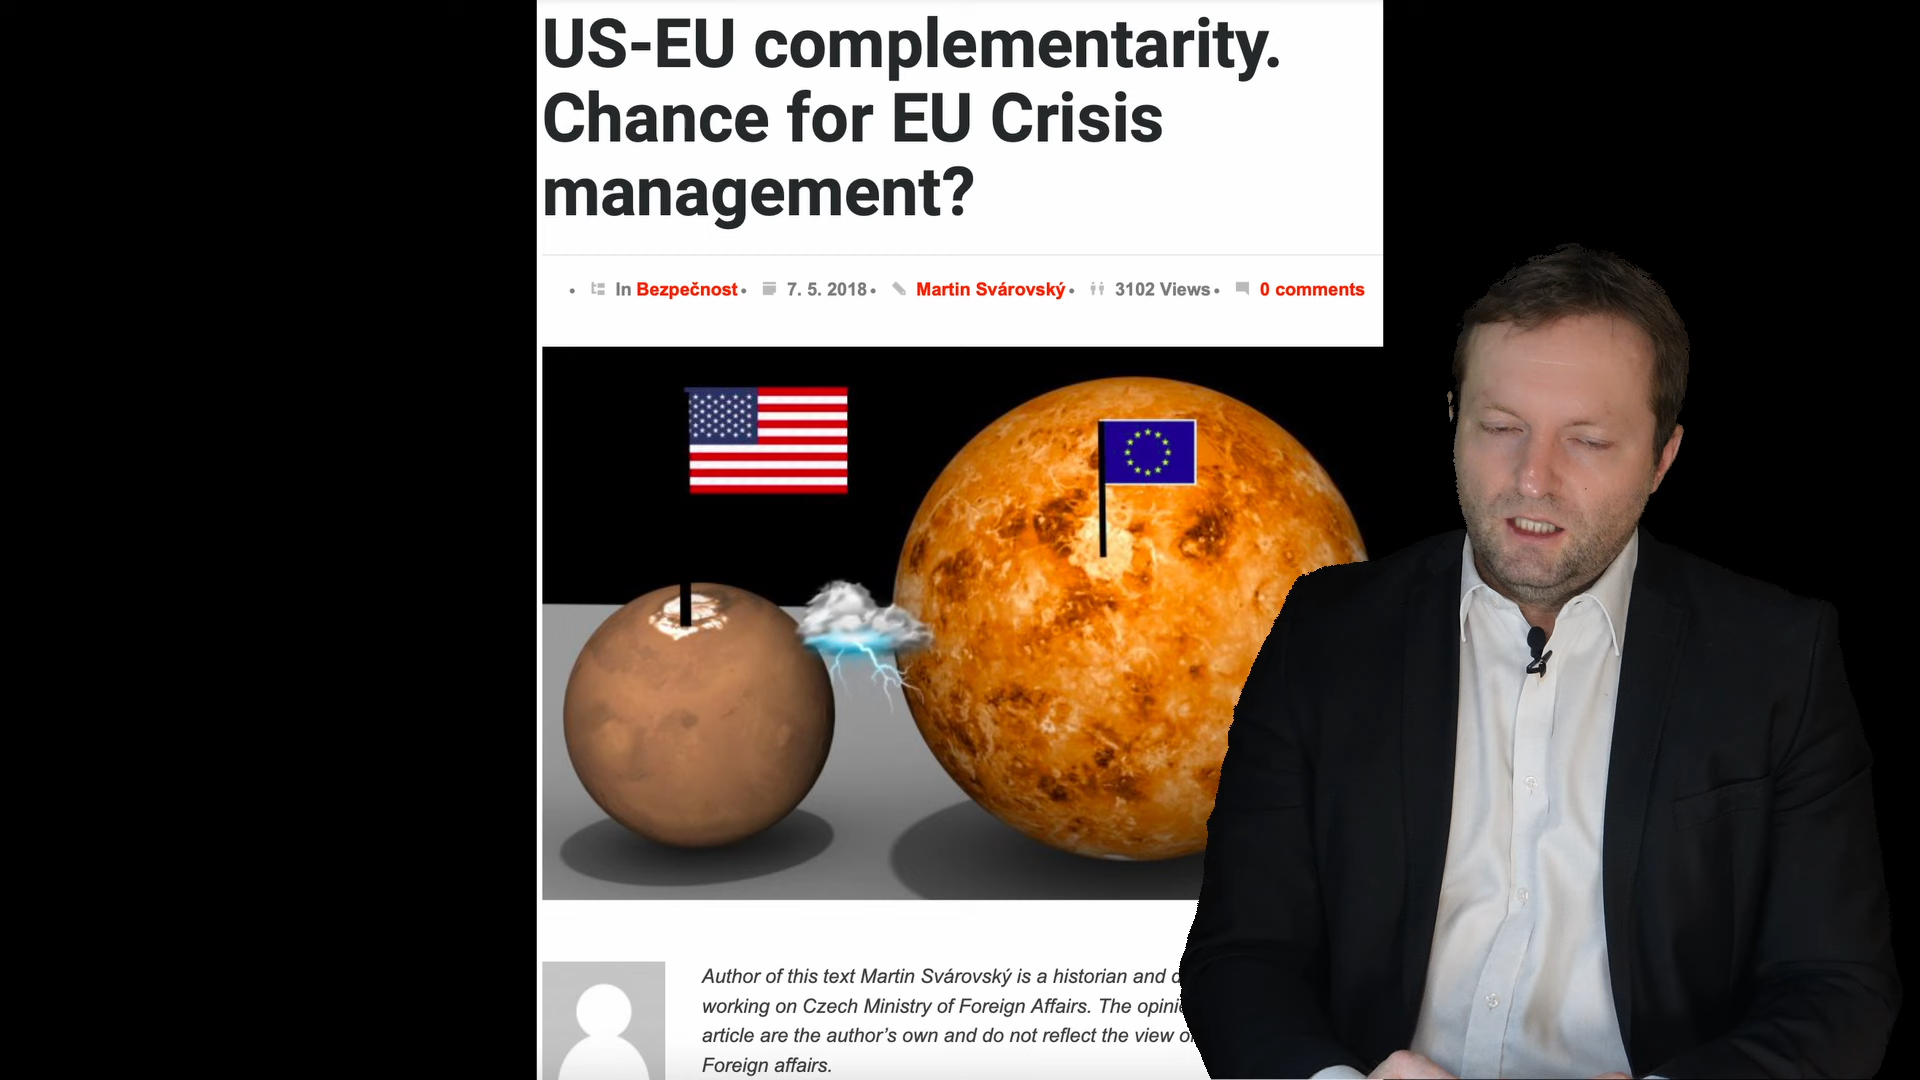 US-EU complementarity.
Chance for EU Crisis
management?
In Bezpečnost • 7. 5. 2018 • Martin Svárovský • 3102 Views • 0 comments
Author of this text Martin Svárovský is a historian and
working on Czech Ministry of Foreign Affairs. The
article are the author's own and do not reflect the view
Foreign affairs.